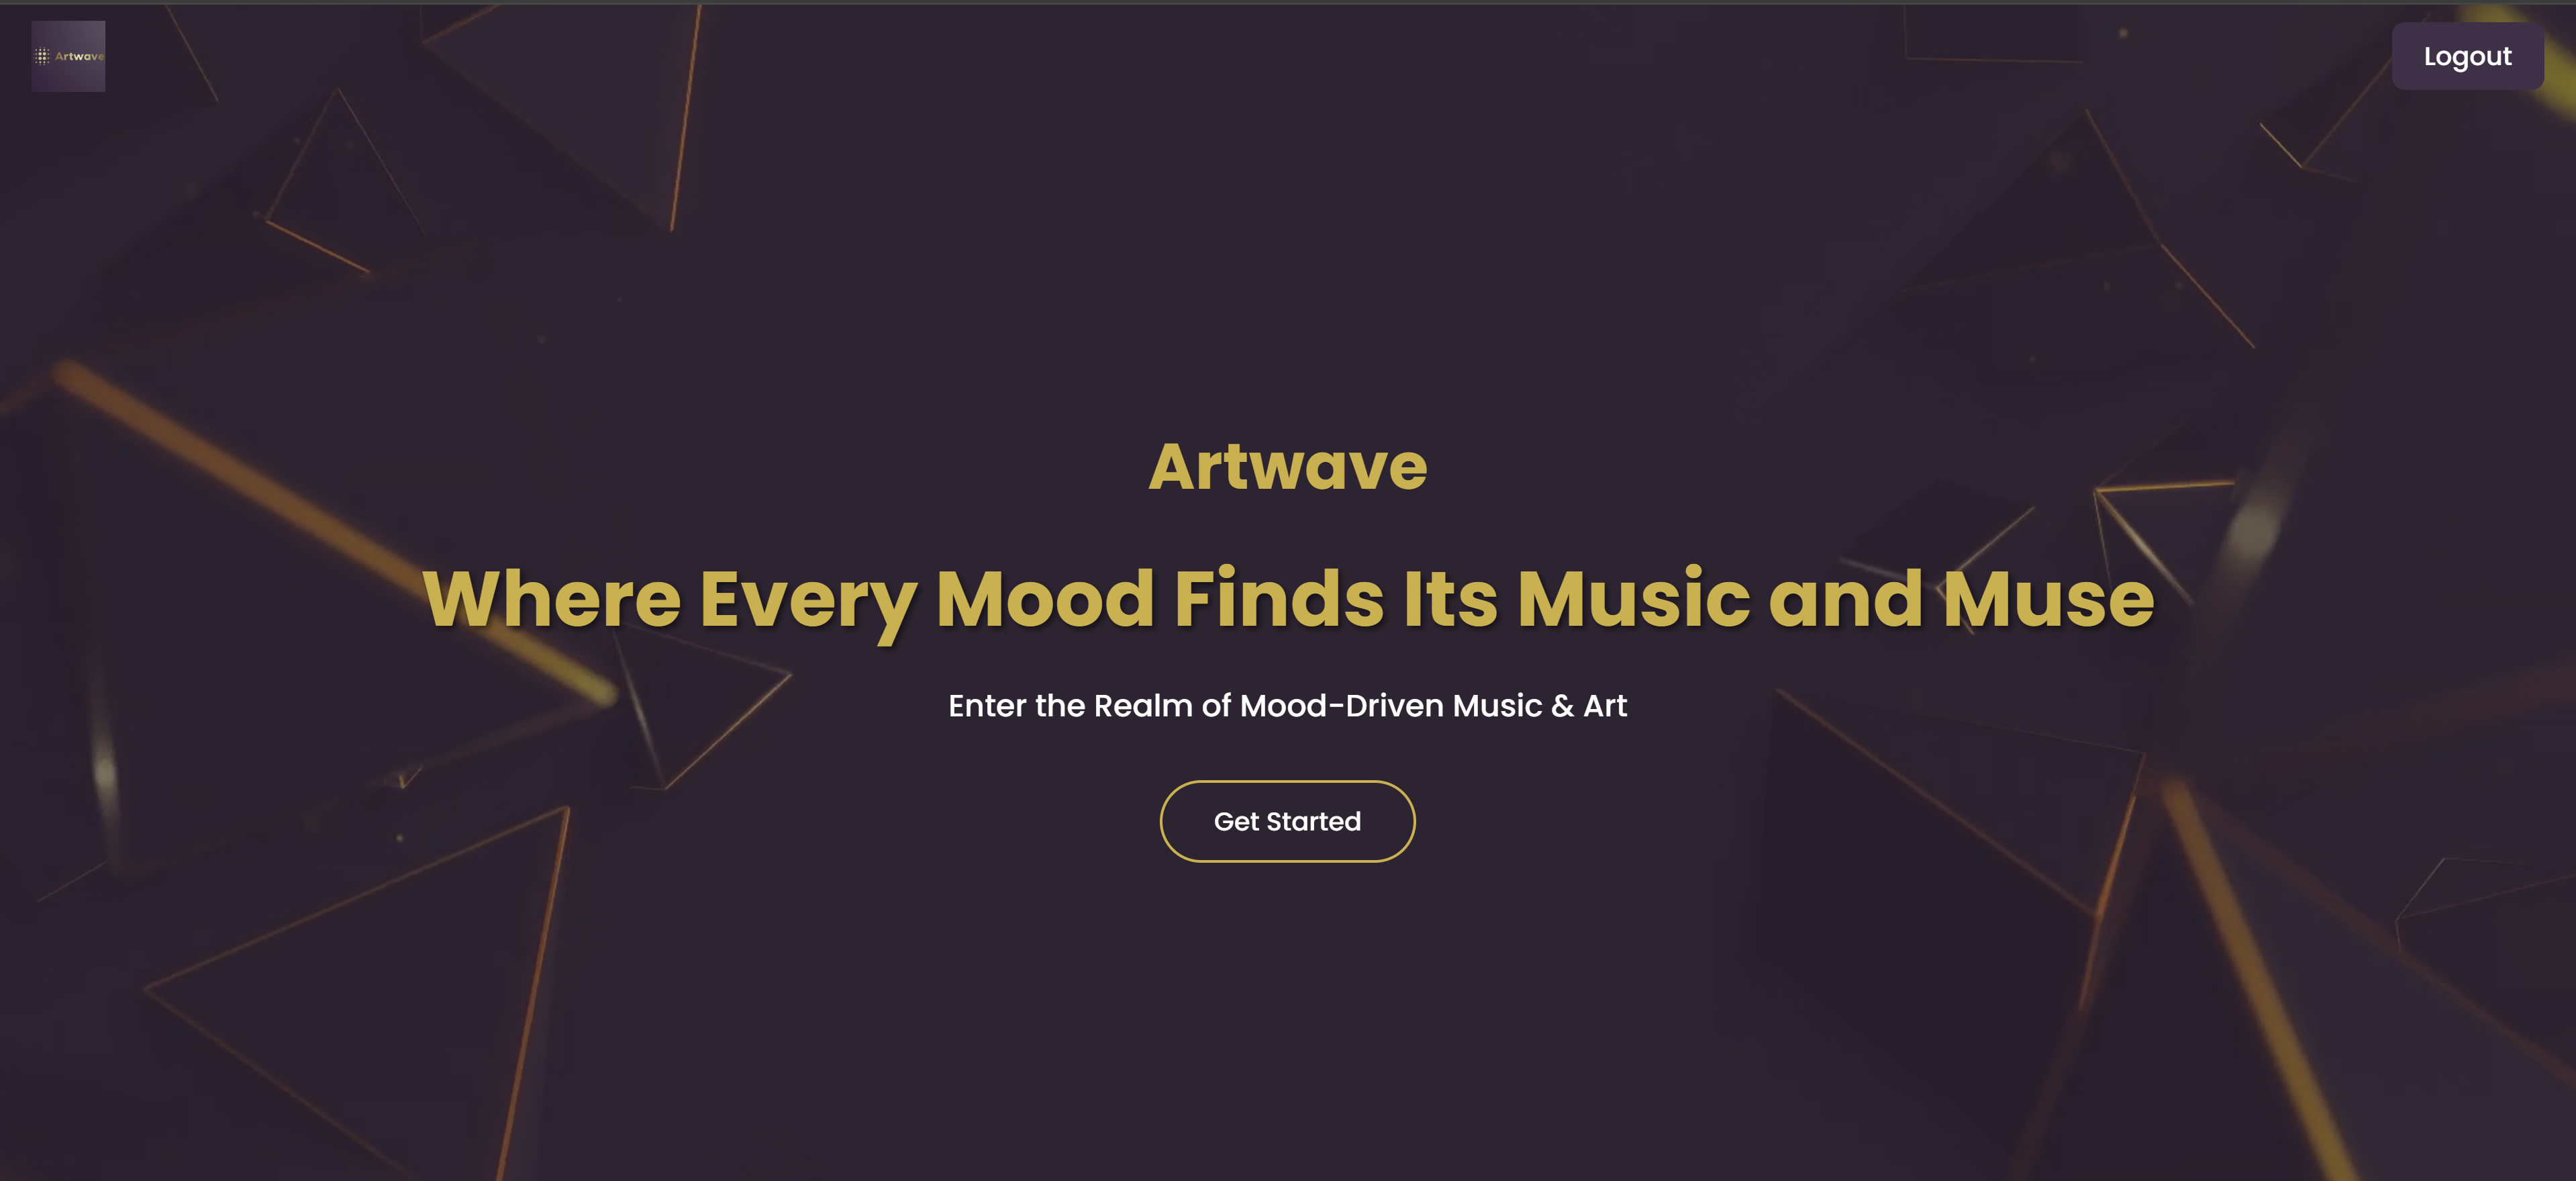 Artwave
Logout
Artwave
Where Every Mood Finds Its Music and Muse
Enter the Realm of Mood-Driven Music & Art
Get Started